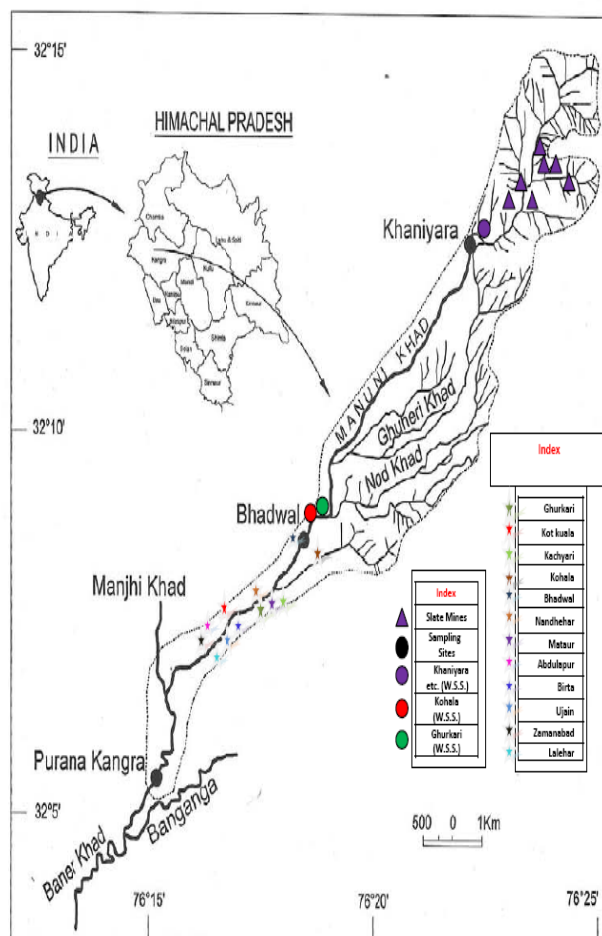 32°15'
HIMACHAL PRADESH
INDIA
Chamba
Kangra
Kullu
Mandi
Shimla
Solan
Sirmaur
Khaniyara
MANUNI KHAD
32°10'
Ghuneri Khad
Nod Khad
Bhadwal
Manjhi Khad
Purana Kangra
32°5'
Baner Khad
Banganga
Index
Ghurkari
Kot kuala
Kachyari
Kohala
Bhadwal
Nandhehar
Mataur
Abdulapur
Birta
Ujain
Zamanabad
Lalehar
Index
Slate Mines
Sampling
Sites
Khaniyara
etc. (W.S.S.)
Kohala
(W.S.S.)
Ghurkari
(W.S.S.)
500 0 1Km
76°15' 76°20' 76°25'